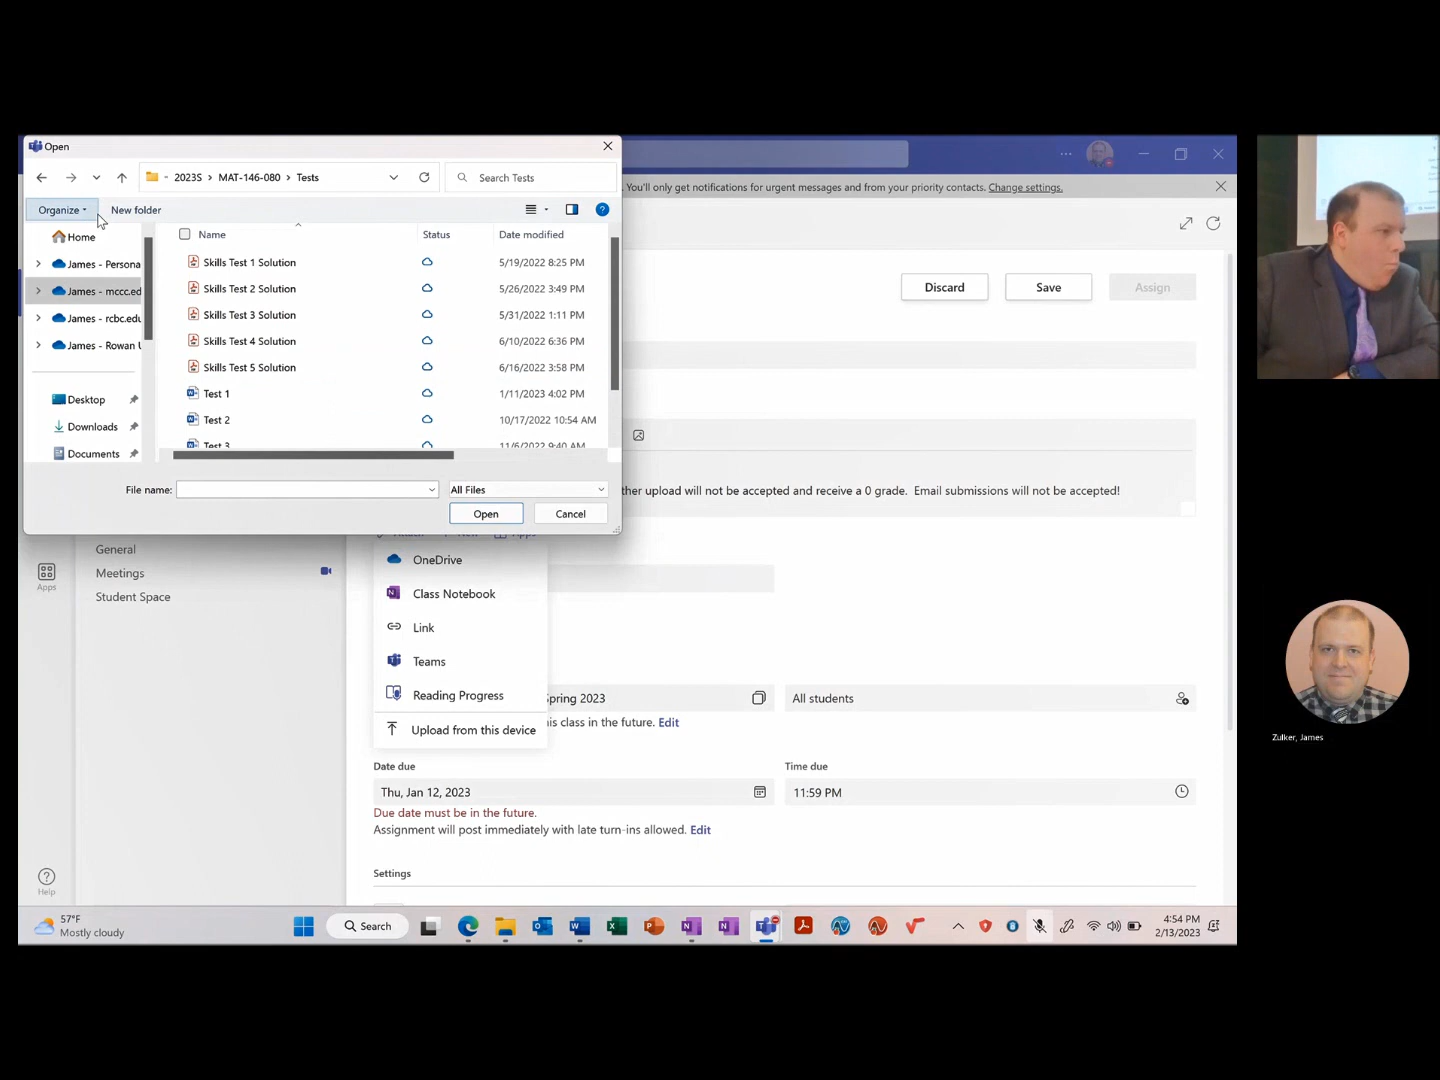 Open
2023S > MAT-146-080 > Tests
Search Tests
. You'll only get notifications for urgent messages and from your priority contacts. Change settings.
Organize
New folder
Home
James - Persona
James - mccc.ed
James - rcbc.edu
James - Rowan U
Desktop
Downloads
Documents
Name Status Date modified
Skills Test 1 Solution 5/19/2022 8:25 PM
Skills Test 2 Solution 5/26/2022 3:49 PM
Skills Test 3 Solution 5/31/2022 1:11 PM
Skills Test 4 Solution 6/10/2022 6:36 PM
Skills Test 5 Solution 6/16/2022 3:58 PM
Test 1 1/11/2023 4:02 PM
Test 2 10/17/2022 10:54 AM
Test 3 11/6/2022 9:40 AM
File name:
All Files
Open Cancel
Discard Save Assign
ther upload will not be accepted and receive a 0 grade. Email submissions will not be accepted!
General
Meetings
Student Space
Apps
Help
OneDrive
Class Notebook
Link
Teams
Reading Progress
Upload from this device
Spring 2023
All students
his class in the future. Edit
Date due
Time due
Thu, Jan 12, 2023
11:59 PM
Due date must be in the future.
Assignment will post immediately with late turn-ins allowed. Edit
Settings
57°F
Mostly cloudy
Search
4:54 PM
2/13/2023
Zulker, James